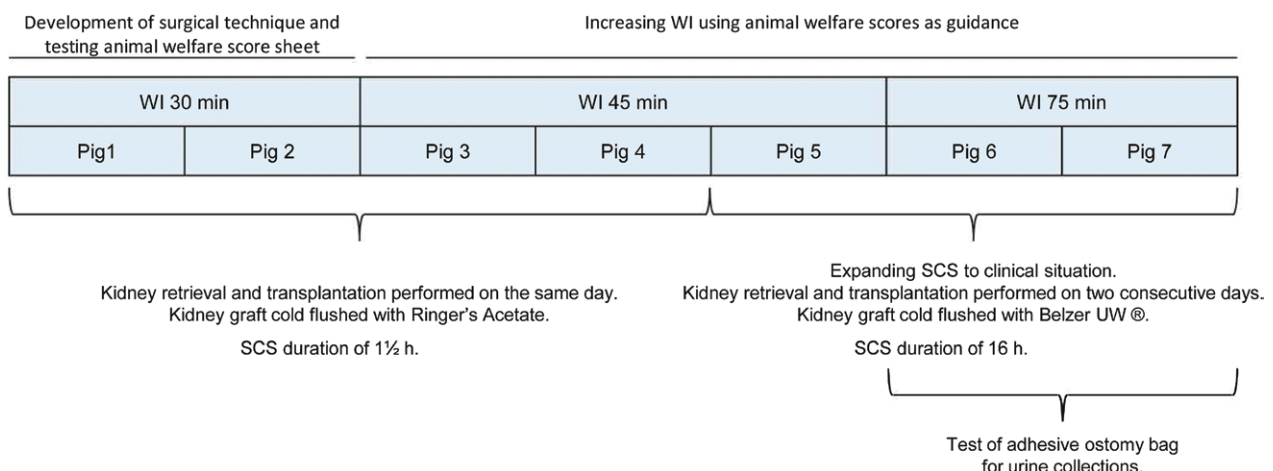 Development of surgical technique and
testing animal welfare score sheet
Increasing WI using animal welfare scores as guidance
WI 30 min
WI 45 min
WI 75 min
Pig1
Pig 2
Pig 3
Pig 4
Pig 5
Pig 6
Pig 7
Kidney retrieval and transplantation performed on the same day.
Kidney graft cold flushed with Ringer's Acetate.
SCS duration of 1½ h.
Expanding SCS to clinical situation.
Kidney retrieval and transplantation performed on two consecutive days.
Kidney graft cold flushed with Belzer UW ®.
SCS duration of 16 h.
Test of adhesive ostomy bag
for urine collections.